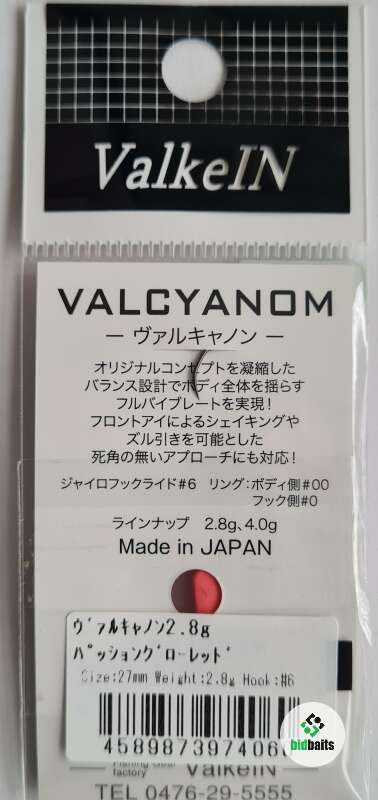 ValkeIN
VALCYANOM
― ヴァルキャノン ―
オリジナルコンセプトを凝縮した
バランス設計でボディ全体を揺らす
フルバイブレートを実現！
フロントアイによるシェイキングや
ズル引きを可能とした
死角の無いアプローチにも対応！
ジャイロフックライド#6 リング：ボディ側#00
フック側#0
ラインナップ 2.8g、4.0g
Made in JAPAN
ヴァルキャノン2.8g
パッショングローレッド
Size:27mm Weight:2.8g Hook:#6
bidbaits
Fishing Gear
factory ValkeIN
TEL 0476-29-5555